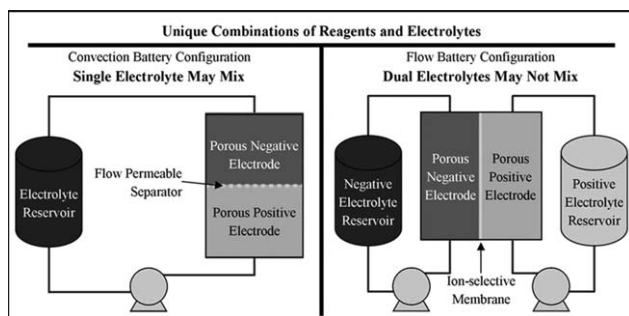 Unique Combinations of Reagents and Electrolytes
Convection Battery Configuration
Single Electrolyte May Mix
Electrolyte
Reservoir
Flow Permeable
Separator
Porous Negative
Electrode
Porous Positive
Electrode
Flow Battery Configuration
Dual Electrolytes May Not Mix
Negative
Electrolyte
Reservoir
Porous
Negative
Electrode
Porous
Positive
Electrode
Positive
Electrolyte
Reservoir
Ion-selective
Membrane